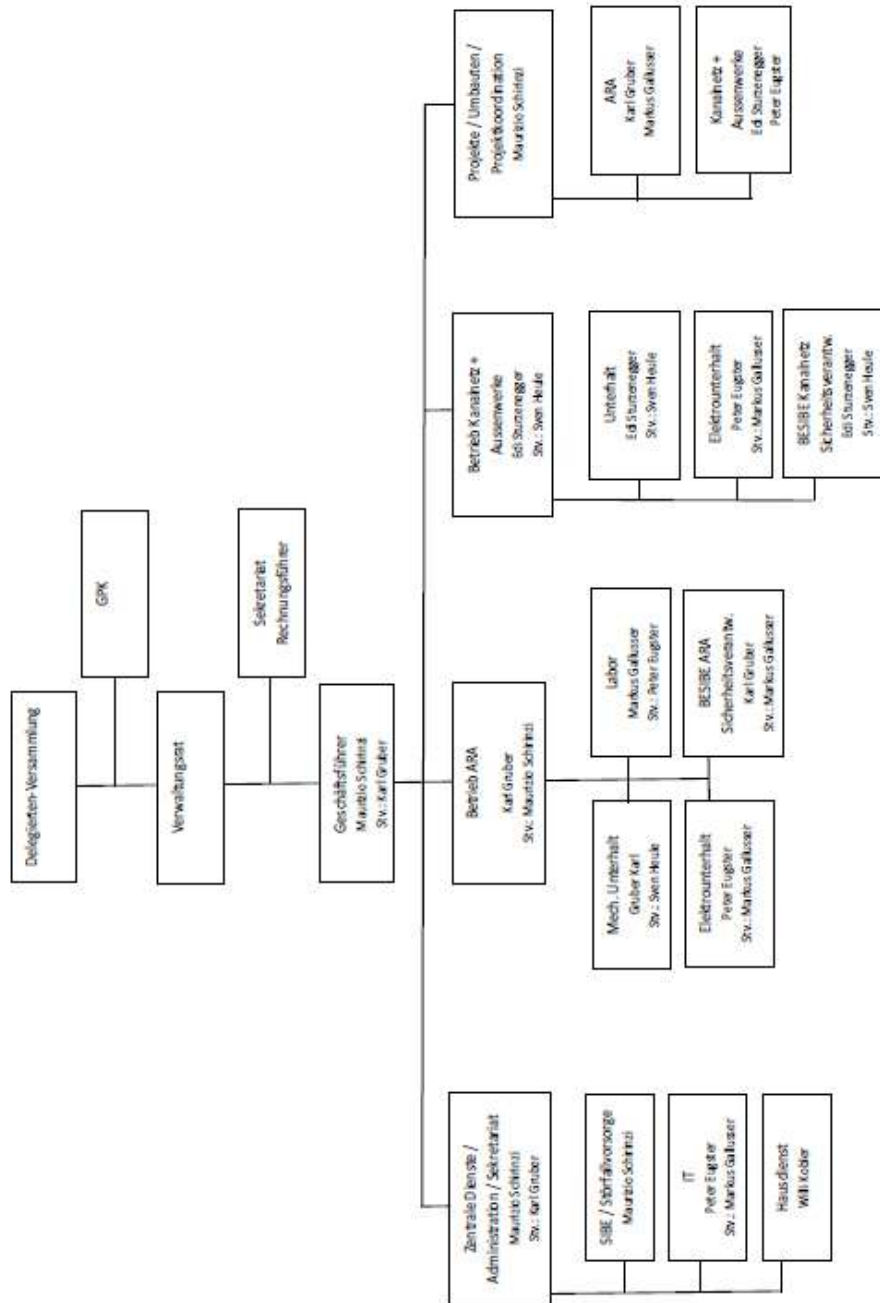 Delegierten-Versammlung
GPK
Verwaltungsrat
Sekretariat
Rechnungsführer
Geschäftsführer
Maurizio Schirinzi
Stv.: Karl Gruber
Zentrale Dienste /
Administration / Sekretariat
Maurizio Schirinzi
Stv.: Karl Gruber
SIBE / Störfallvorsorge
Maurizio Schirinzi
IT
Peter Eugster
Stv.: Markus Gallusser
Hausdienst
Willi Kobler
Betrieb ARA
Karl Gruber
Stv.: Maurizio Schirinzi
Mech. Unterhalt
Gruber Karl
Stv.: Sven Heule
Labor
Markus Gallusser
Stv.: Peter Eugster
Elektrounterhalt
Peter Eugster
Stv.: Markus Gallusser
BESIBE ARA
Sicherheitsverantw.
Karl Gruber
Stv.: Markus Gallusser
Betrieb Kanalnetz +
Aussenwerke
Edi Sturzenegger
Stv.: Sven Heule
Unterhalt
Edi Sturzenegger
Stv.: Sven Heule
Elektrounterhalt
Peter Eugster
Stv.: Markus Gallusser
BESIBE Kanalnetz
Sicherheitsverantw.
Edi Sturzenegger
Stv.: Sven Heule
Projekte / Umbauten /
Projektkoordination
Maurizio Schirinzi
ARA
Karl Gruber
Markus Gallusser
Kanalnetz +
Aussenwerke
Edi Sturzenegger
Peter Eugster